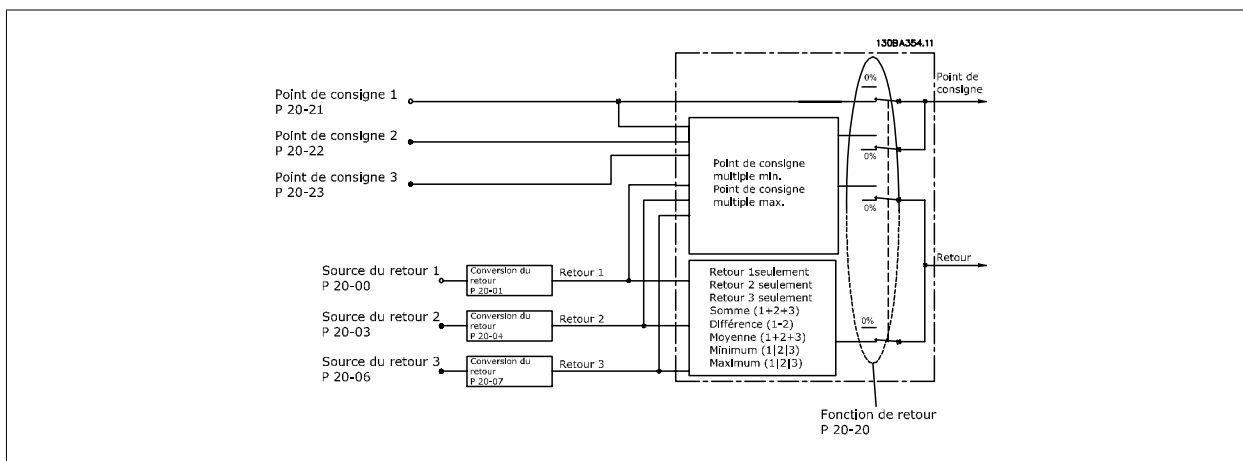 130BA354.11
Point de consigne 1
P 20-21
Point de consigne 2
P 20-22
Point de consigne 3
P 20-23
0%
Point de
consigne
0%
Point de consigne
multiple min.
Point de consigne
multiple max.
0%
Source du retour 1
P 20-00
Conversion du
retour
P 20-01
Retour 1
Source du retour 2
P 20-03
Conversion du
retour
P 20-04
Retour 2
Source du retour 3
P 20-06
Conversion du
retour
P 20-07
Retour 3
Retour 1seulement
Retour 2 seulement
Retour 3 seulement
Somme (1+2+3)
Différence (1-2)
Moyenne (1+2+3)
Minimum (1|2|3)
Maximum (1|2|3)
0%
Retour
Fonction de retour
P 20-20